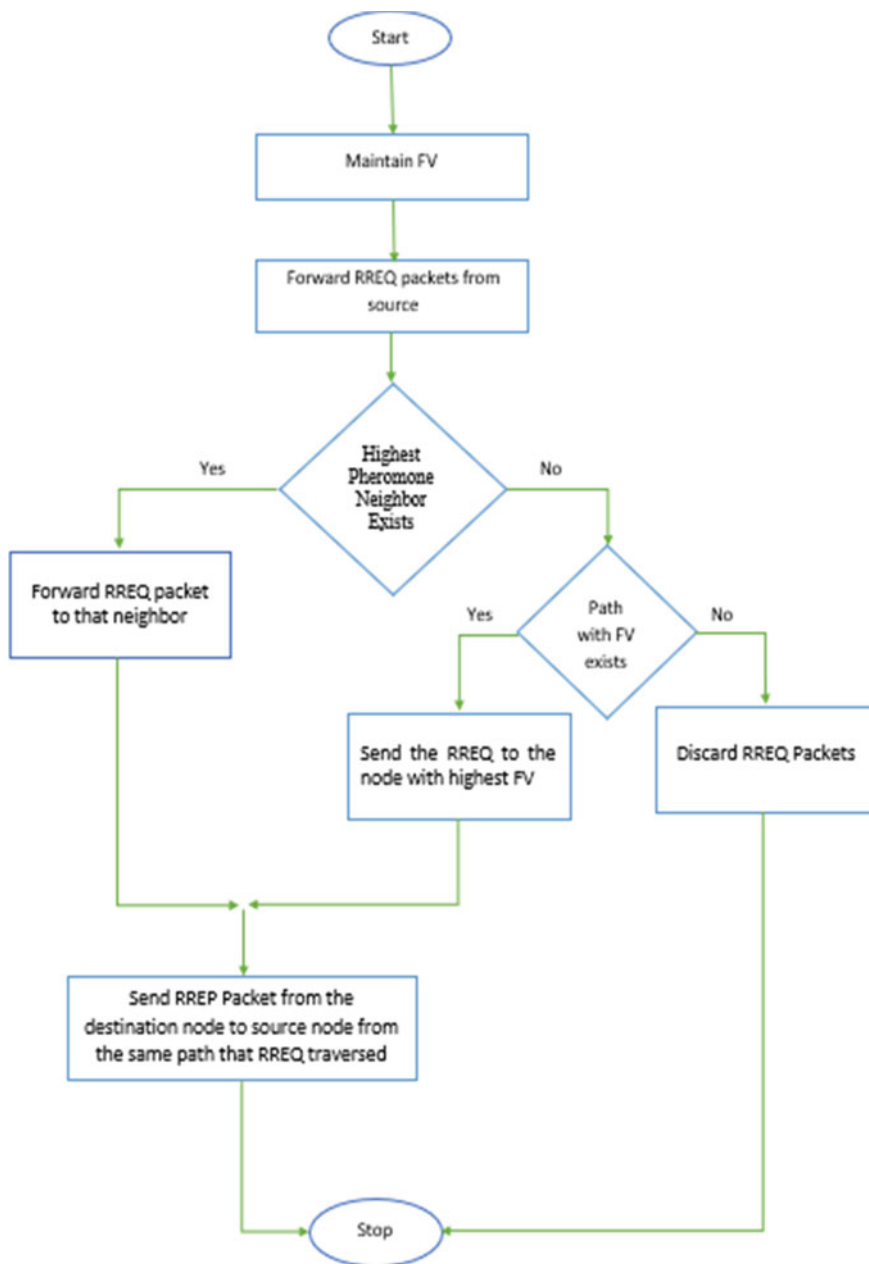 Start
Maintain FV
Forward RREQ packets from
source
Highest
Pheromone
Neighbor
Exists
Yes
No
Forward RREQ packet
to that neighbor
Path
with FV
exists
Yes
No
Send the RREQ to the
node with highest FV
Discard RREQ Packets
Send RREP Packet from the
destination node to source node from
the same path that RREQ traversed
Stop